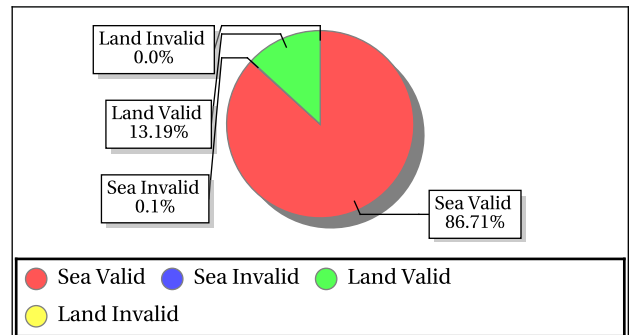 Land Invalid
0.0%
Land Valid
13.19%
Sea Invalid
0.1%
Sea Valid
86.71%
Sea Valid Sea Invalid Land Valid
Land Invalid